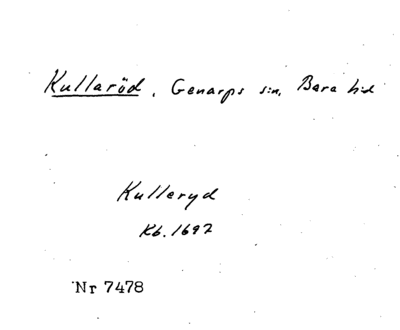 Kullaröd, Genarps s:n, Bara hd
Kulleryd
Kb. 1692
Nr 7478